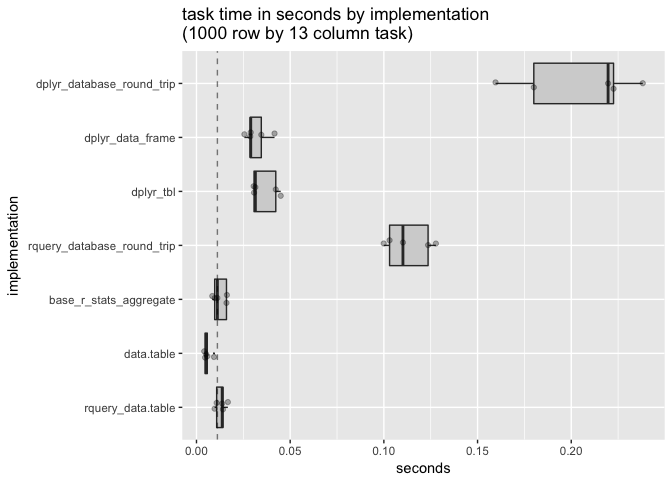 task time in seconds by implementation
(1000 row by 13 column task)
dplyr_database_round_trip
dplyr_data_frame
dplyr_tbl
rquery_database_round_trip
base_r_stats_aggregate
data.table
rquery_data.table
implementation
0.00 0.05 0.10 0.15 0.20
seconds